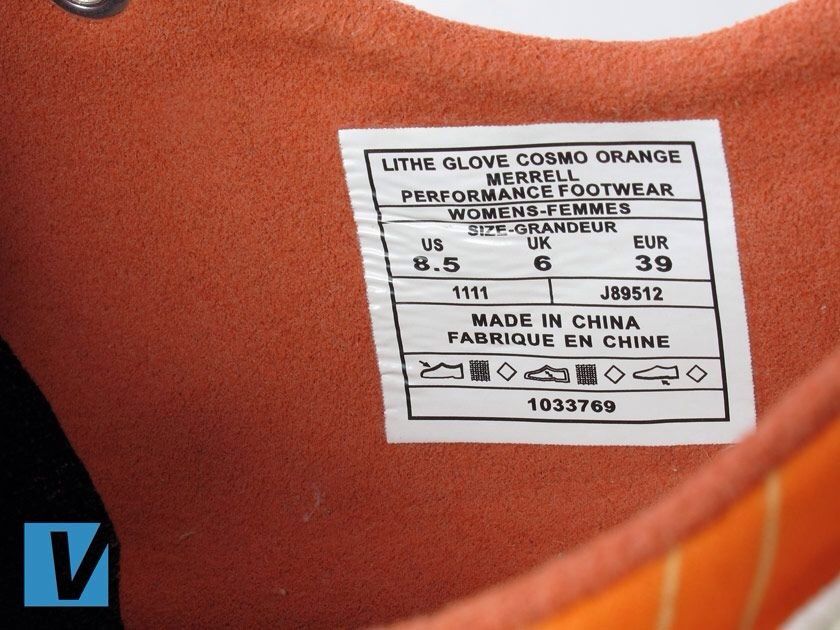 LITHE GLOVE COSMO ORANGE
MERRELL
PERFORMANCE FOOTWEAR
WOMENS-FEMMES
SIZE-GRANDEUR
US UK EUR
8.5 6 39
1111 J89512
MADE IN CHINA
FABRIQUE EN CHINE
1033769
V